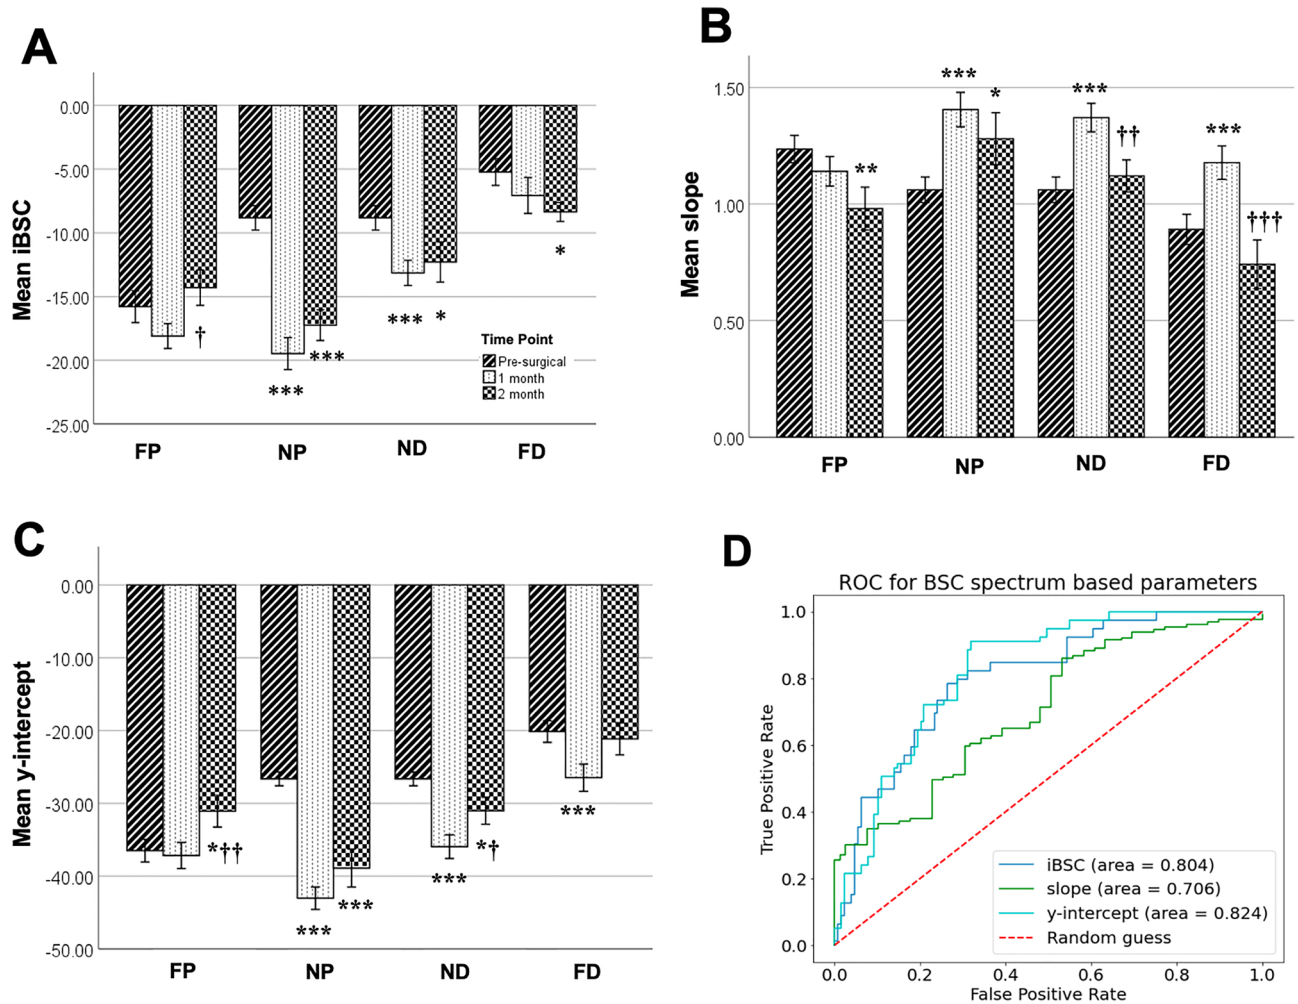 A
0.00
-5.00
-10.00
-15.00
-20.00
-25.00
Mean iBSC
†
***
***
***
*
*
Time Point
Pre-surgical
1 month
2 month
FP
NP
ND
FD
B
1.50
1.00
0.50
0.00
Mean slope
**
***
*
***
††
***
†††
FP
NP
ND
FD
C
0.00
-10.00
-20.00
-30.00
-40.00
-50.00
Mean y-intercept
*††
***
***
***
*†
***
FP
NP
ND
FD
D
ROC for BSC spectrum based parameters
1.0
0.8
0.6
0.4
0.2
0.0
True Positive Rate
iBSC (area = 0.804)
slope (area = 0.706)
y-intercept (area = 0.824)
Random guess
0.0
0.2
0.4
0.6
0.8
1.0
False Positive Rate